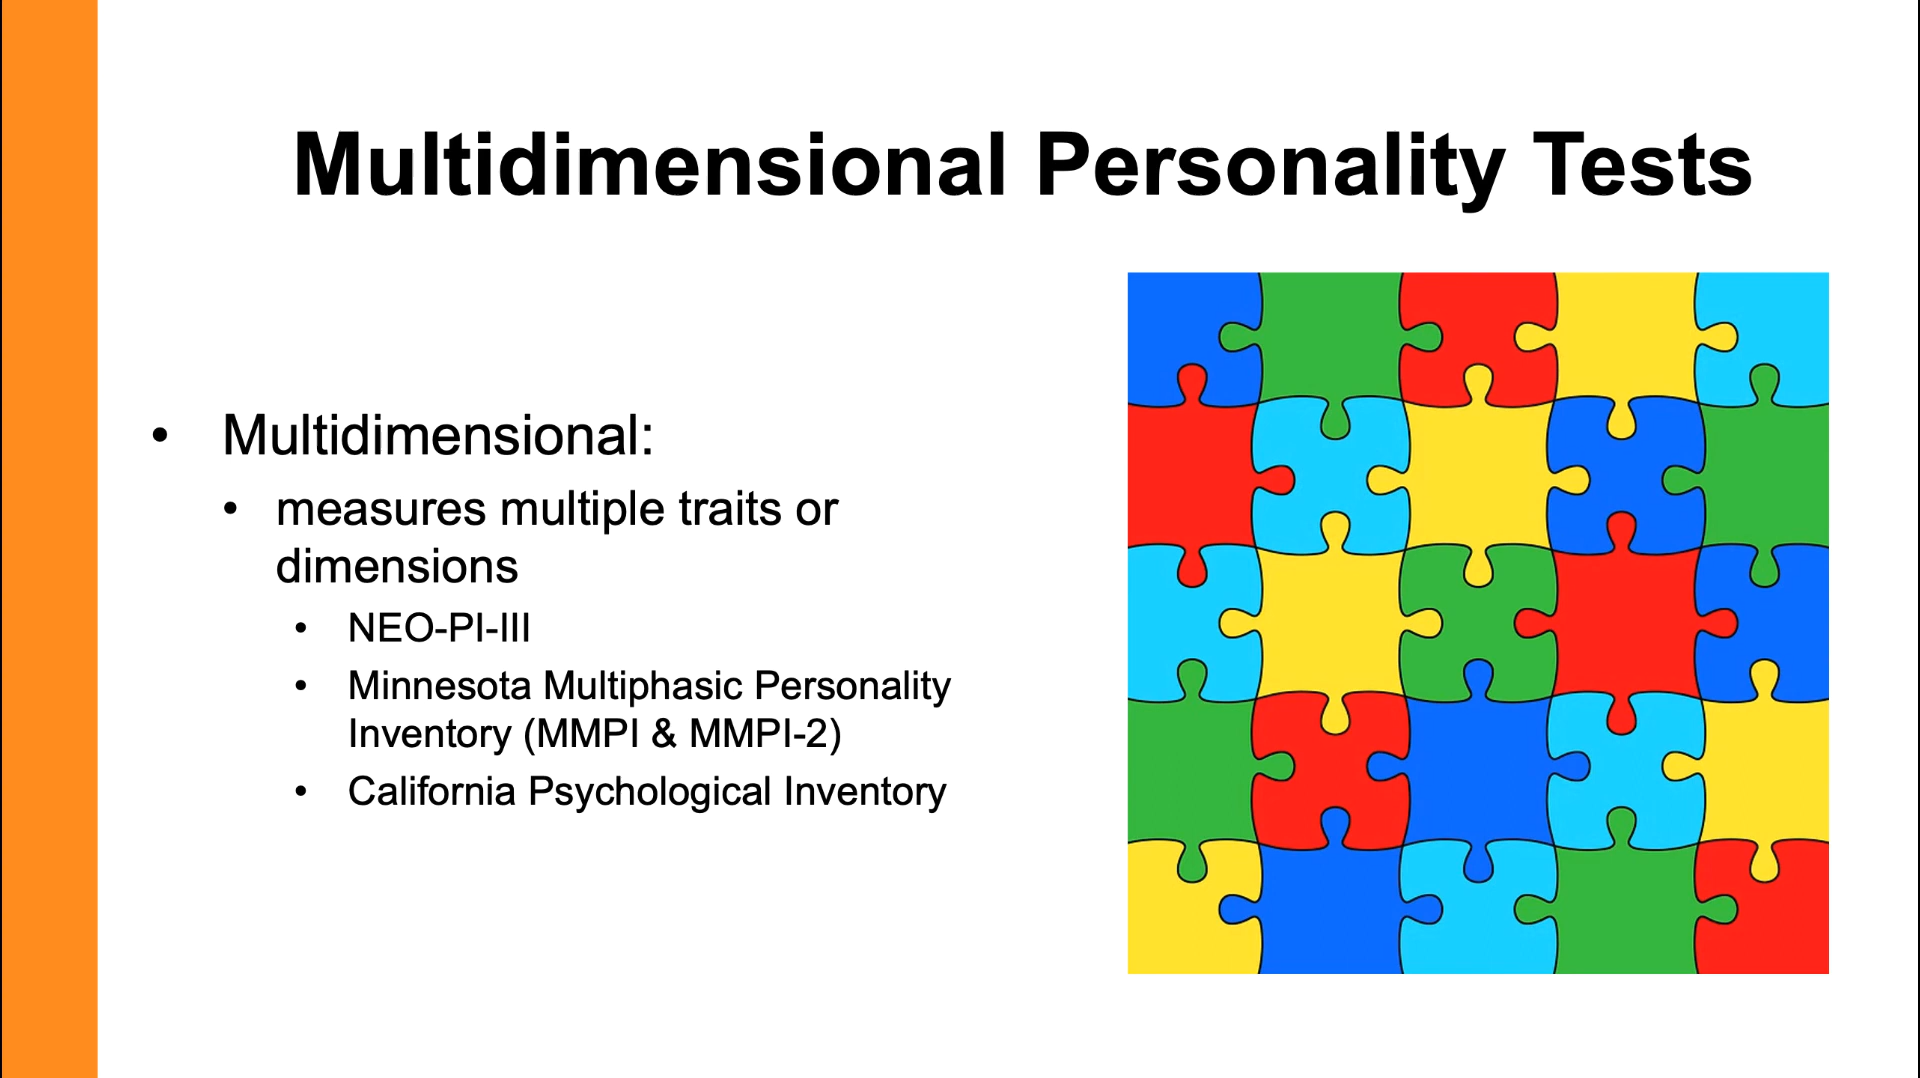 Multidimensional Personality Tests
• Multidimensional:
• measures multiple traits or
dimensions
• NEO-PI-III
• Minnesota Multiphasic Personality
Inventory (MMPI & MMPI-2)
• California Psychological Inventory